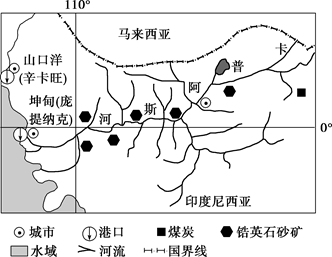 110°
马来西亚
山口洋
(辛卡旺)
卡
普
阿
斯
河
坤甸(庞
提纳克)
0°
印度尼西亚
城市 港口 煤炭 锆英石砂矿
水域 河流 国界线